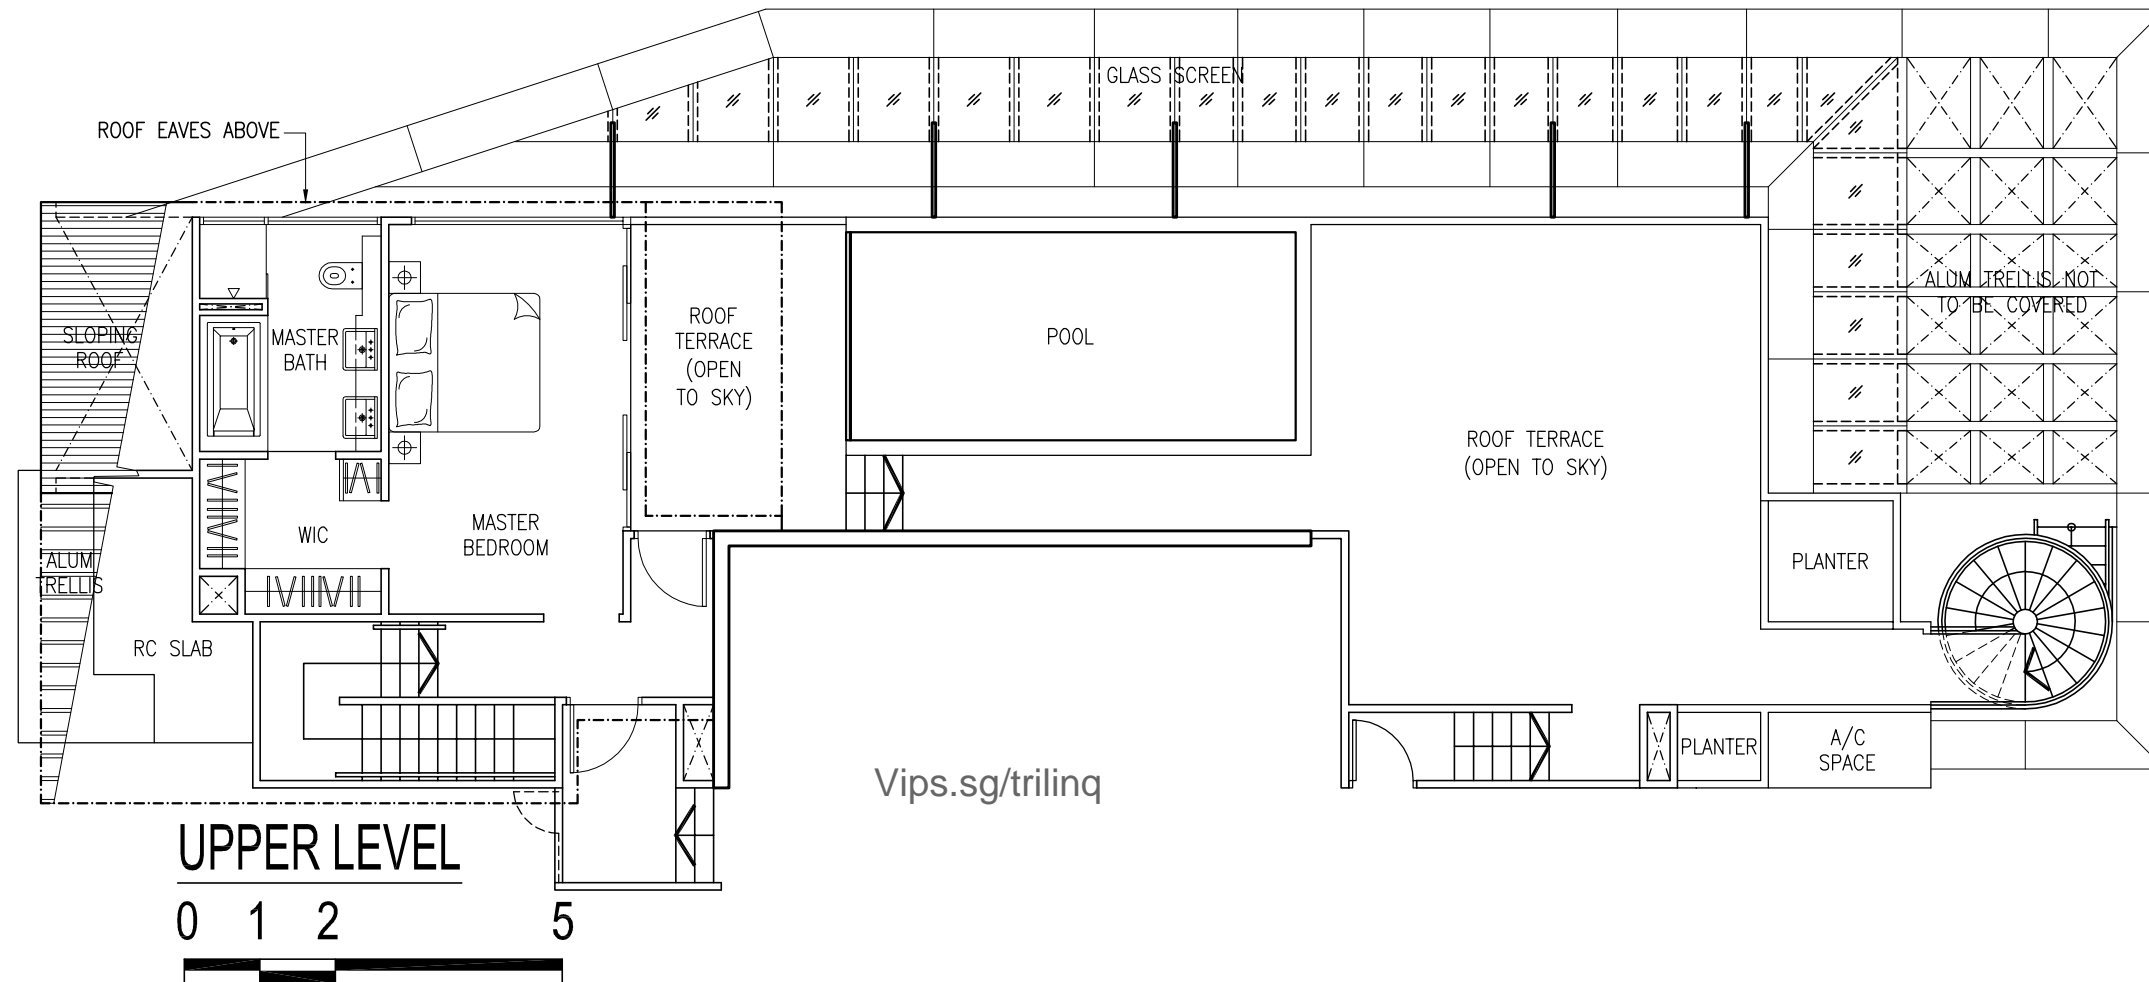 GLASS SCREEN
ROOF EAVES ABOVE
ALUM TRELLIS NOT
TO BE COVERED
SLOPING
ROOF
MASTER
BATH
ROOF
TERRACE
(OPEN
TO SKY)
POOL
ROOF TERRACE
(OPEN TO SKY)
WIC
MASTER
BEDROOM
ALUM
TRELLIS
PLANTER
RC SLAB
PLANTER
A/C
SPACE
Vips.sg/trilinq
UPPER LEVEL
0 1 2 5